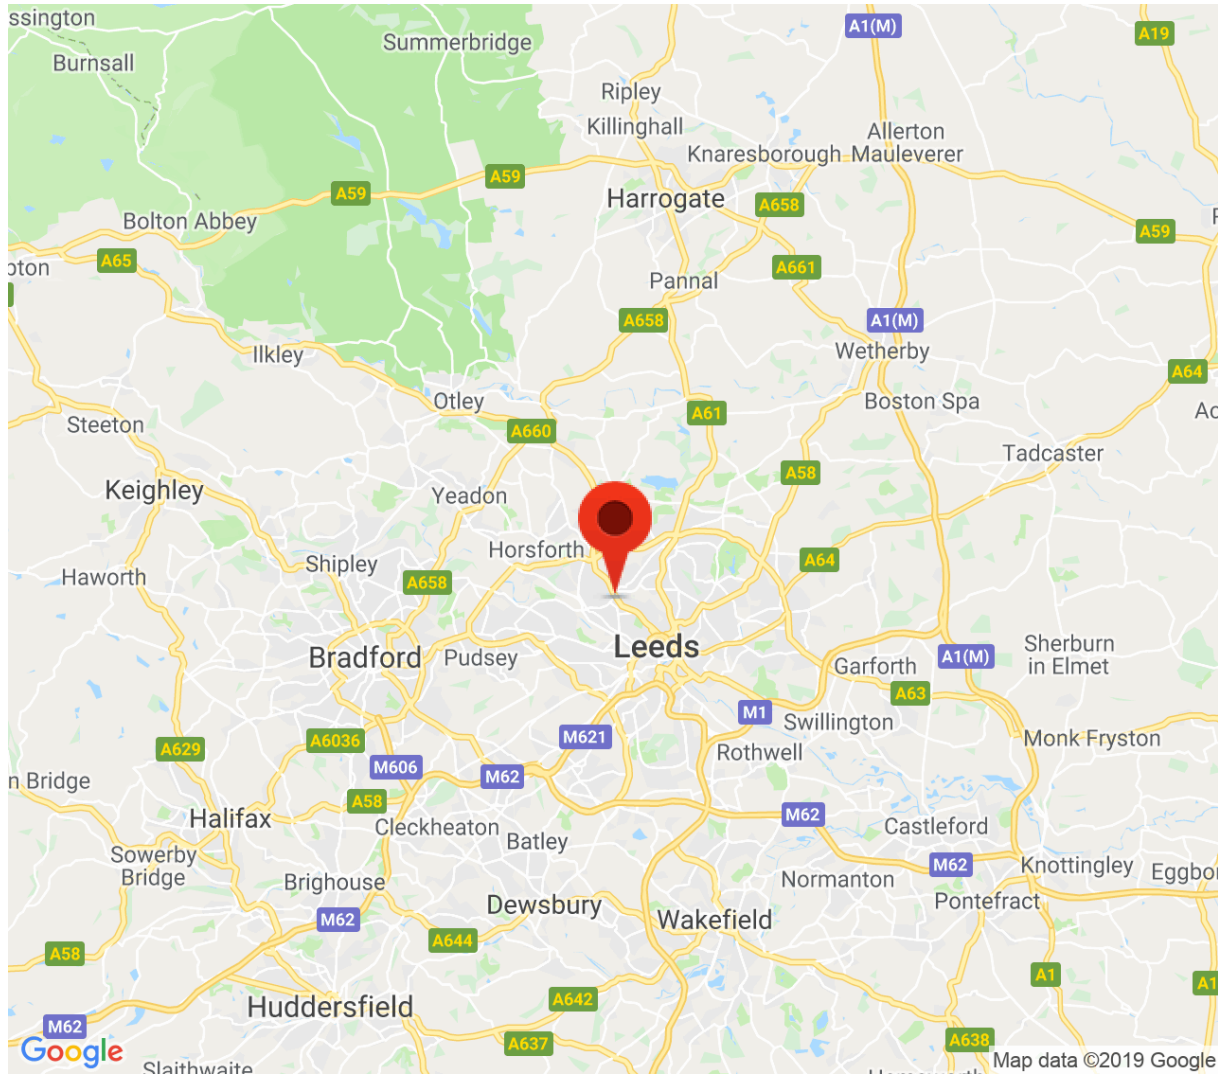 ssington
Burnsall
Summerbridge
A1(M)
A19
Ripley
Killinghall
Allerton
Mauleverer
Knaresborough
A59
A59
Harrogate
A658
Bolton Abbey
A59
A65
pton
A661
Pannal
A658
A1(M)
Wetherby
Ilkley
A64
Otley
A61
Boston Spa
Ac
Steeton
A660
Tadcaster
A58
Keighley
Yeadon
Horsforth
Shipley
A64
Haworth
A658
Leeds
Bradford
Pudsey
Sherburn
in Elmet
A1(M)
Garforth
A63
M1
Swillington
M621
A6036
A629
Rothwell
Monk Fryston
M606
M62
n Bridge
A58
M62
Halifax
Cleckheaton
Castleford
Batley
Sowerby
Bridge
M62
Knottingley
Eggbor
Brighouse
Normanton
Pontefract
Dewsbury
Wakefield
M62
A644
A58
A1
A1
A642
Huddersfield
M62
A637
A638
Google
Slaithwaite
Map data ©2019 Google